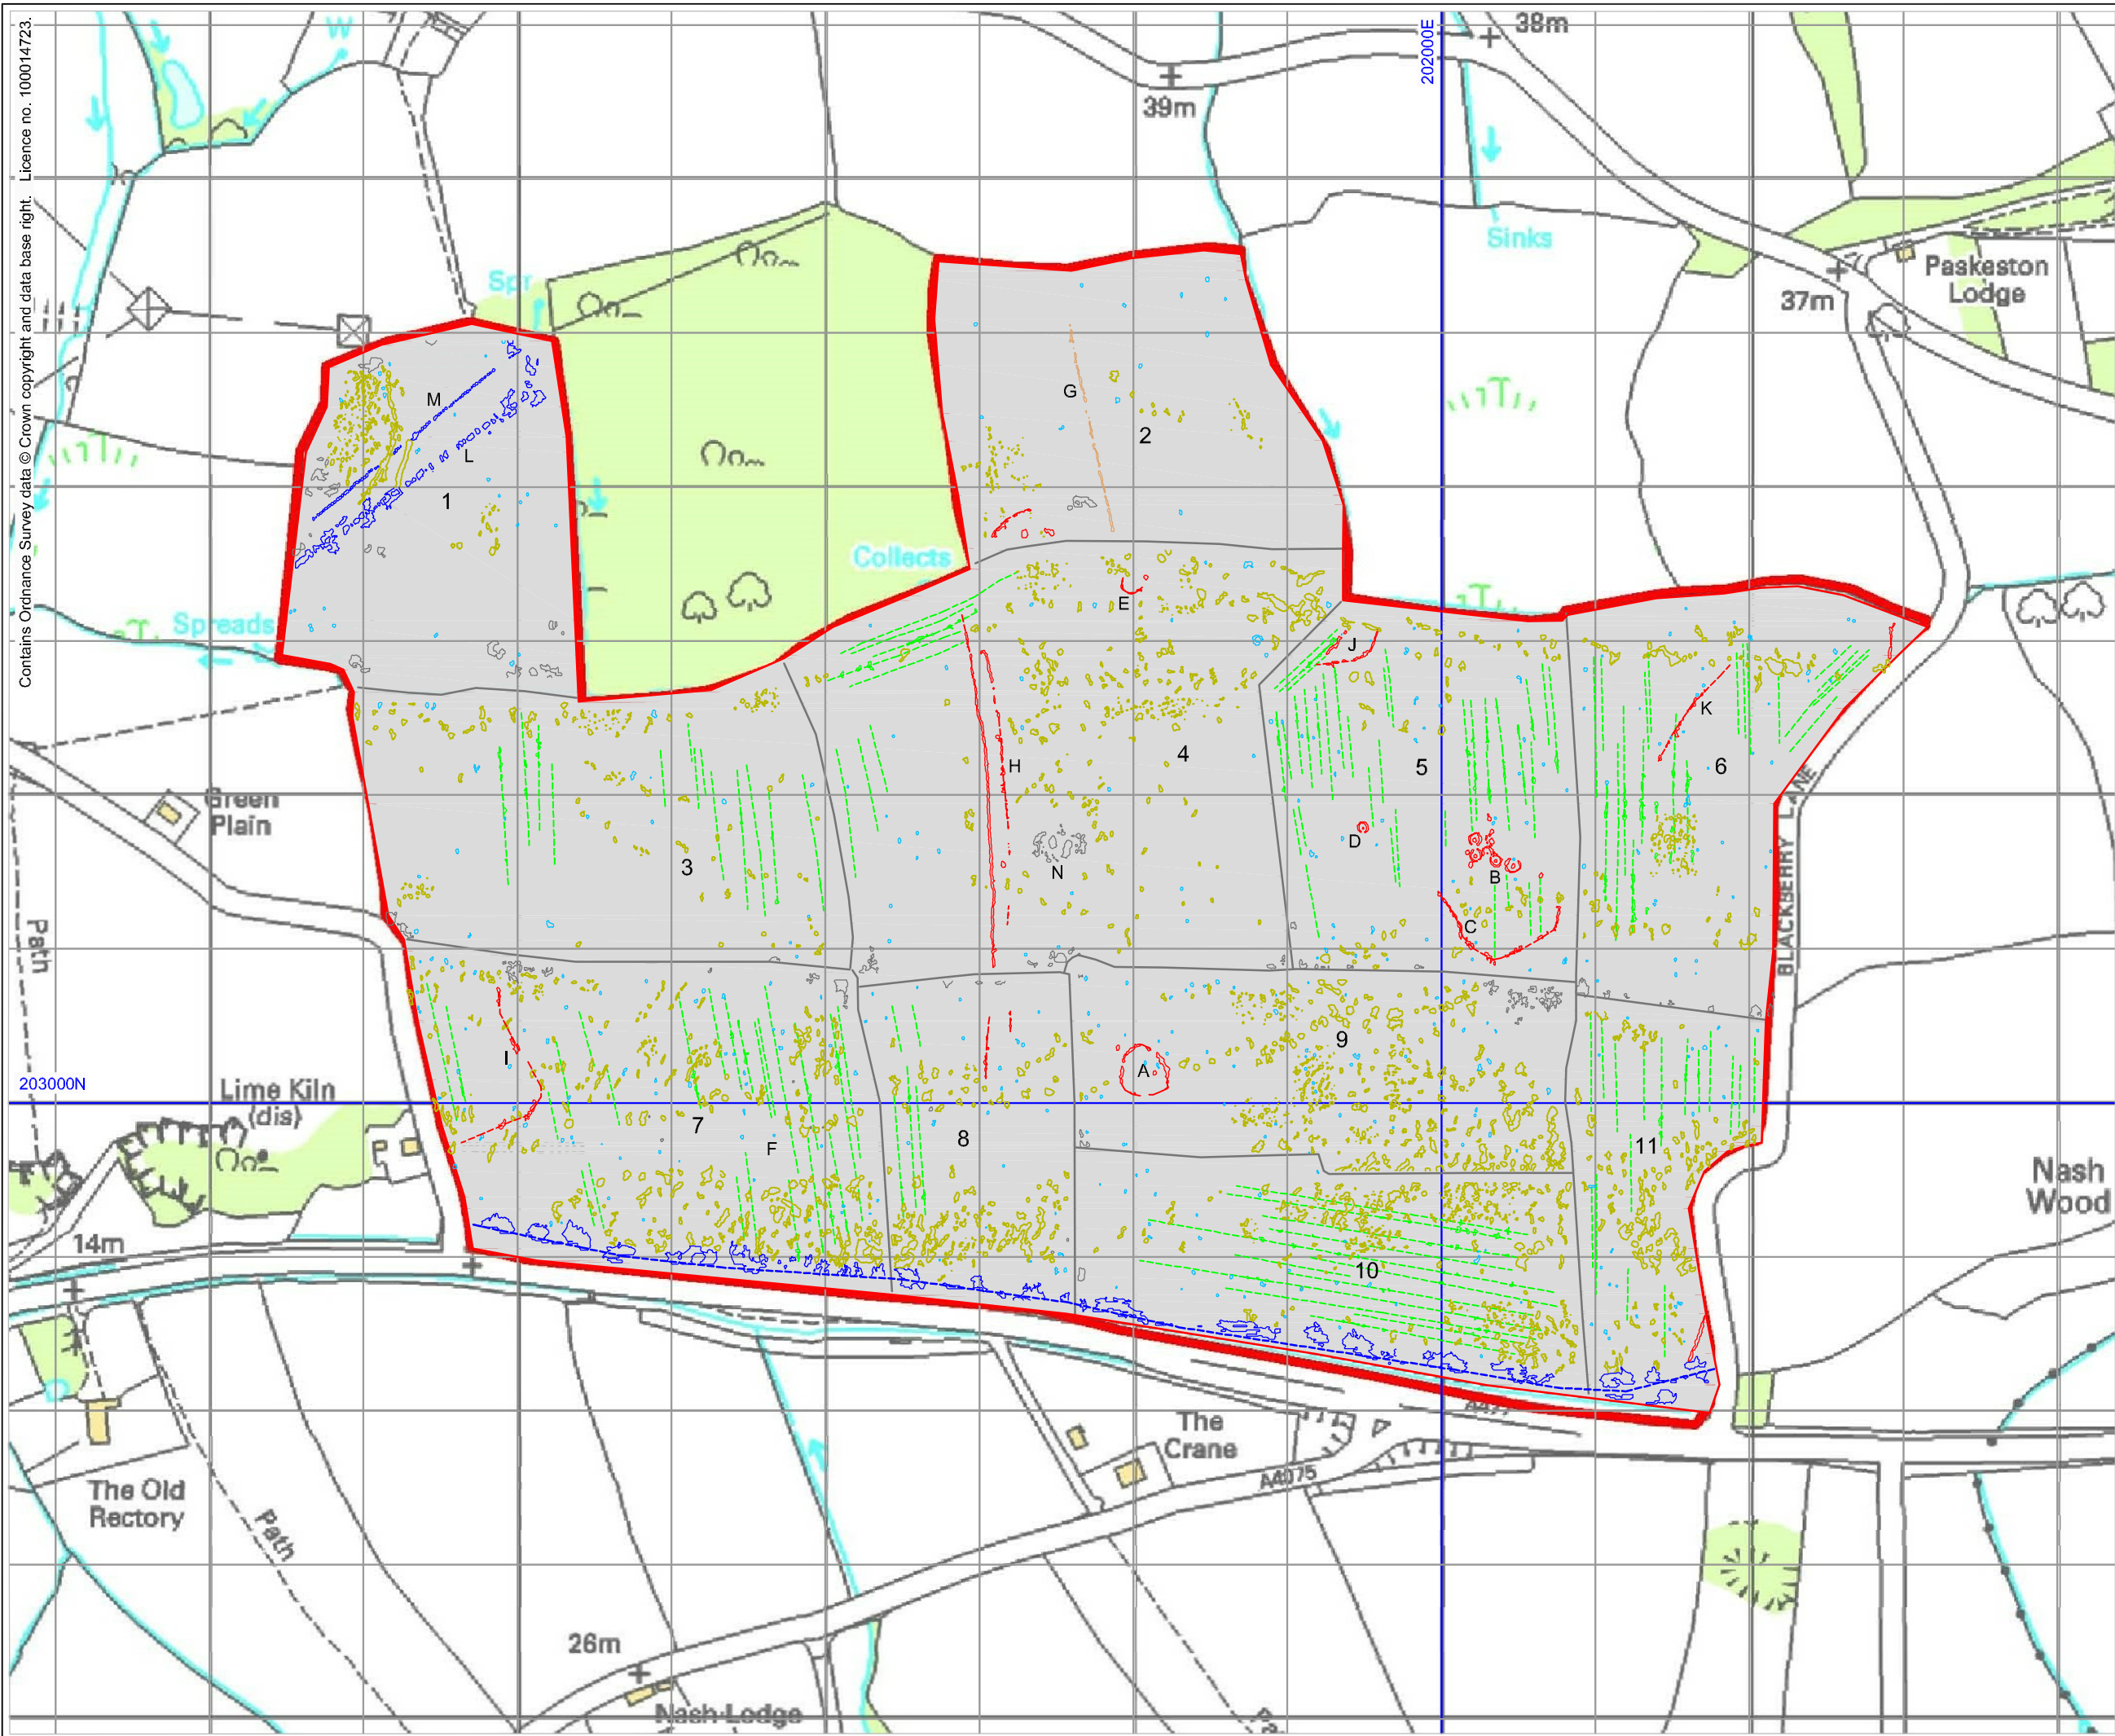 Contains Ordnance Survey data © Crown copyright and data base right. Licence no. 100014723.
W
202000E
38m
39m
Sinks
Paskeston
Lodge
37m
Spr
M
L
1
G
2
Collects
Spreads
E
J
K
H
4
5
6
Green
Plain
3
D
N
B
C
BLACKBERRY LANE
Path
I
9
A
203000N
Lime Kiln
(dis)
7
F
8
11
Nash
Wood
14m
10
The
Crane
A477
A4075
The Old
Rectory
Path
26m
Nash Lodge